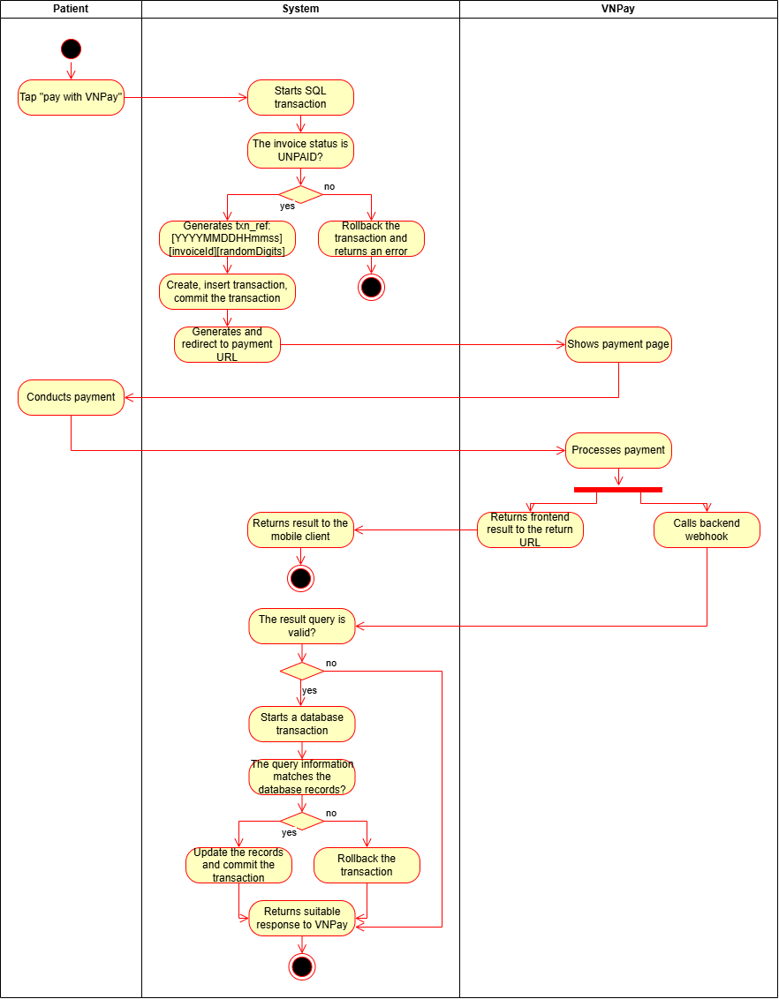 Patient
System
VNPay
Tap "pay with VNPay"
Starts SQL
transaction
The invoice status is
UNPAID?
no
yes
Generates txn_ref:
[YYYYMMDDHHmmss]
[invoiceId][randomDigits]
Rollback the
transaction and
returns an error
Create, insert transaction,
commit the transaction
Generates and
redirect to payment
URL
Shows payment page
Conducts payment
Processes payment
Returns result to the
mobile client
Returns frontend
result to the return
URL
Calls backend
webhook
The result query is
valid?
no
yes
Starts a database
transaction
The query information
matches the
database records?
no
yes
Update the records
and commit the
transaction
Rollback the
transaction
Returns suitable
response to VNPay